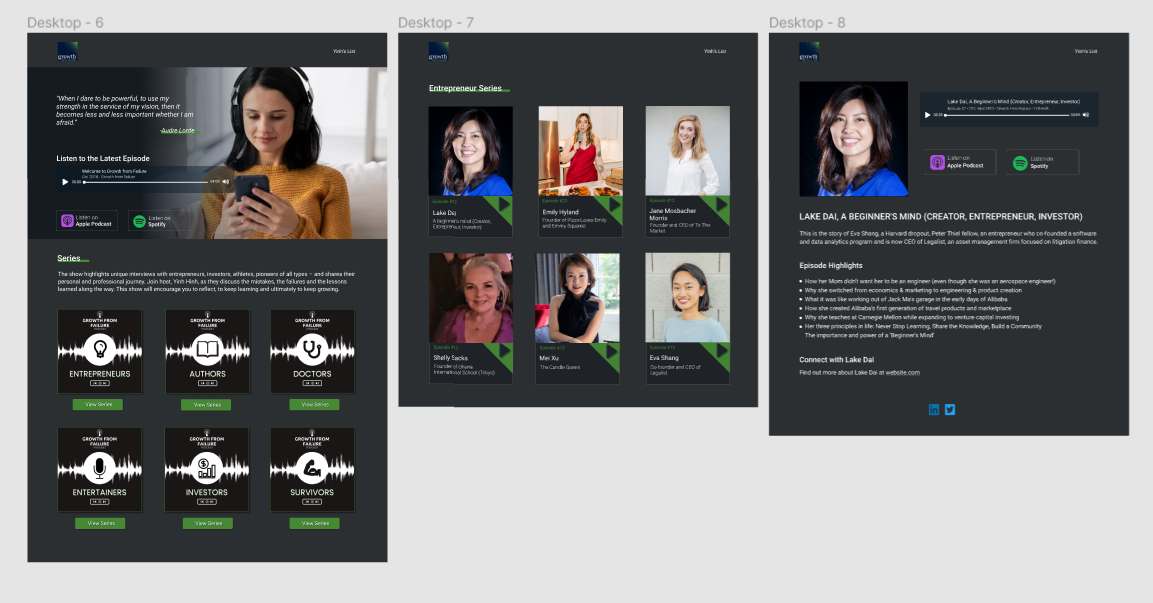 Desktop - 6
growth
Yinh's List
"When I dare to be powerful, to use my
strength in the service of my vision, then it
becomes less and less important whether I am
afraid."
-Audre Lorde
Listen to the Latest Episode
Welcome to Growth from Failure
Growth from Failure
00:00
04:09
Listen on
Apple Podcast
Listen on
Spotify
Series
The show highlights unique interviews with entrepreneurs, investors, athletes, pioneers of all types – and shares their
personal and professional journey. Join host, Yinh Hinh, as they discuss the mistakes, the failures and the lessons
learned along the way. This show will encourage you to reflect, to keep learning and ultimately to keep growing.
GROWTH FROM
FAILURE
ENTREPRENEURS
View Series
GROWTH FROM
FAILURE
AUTHORS
View Series
GROWTH FROM
FAILURE
DOCTORS
View Series
GROWTH FROM
FAILURE
ENTERTAINERS
View Series
GROWTH FROM
FAILURE
INVESTORS
View Series
GROWTH FROM
FAILURE
SURVIVORS
View Series
Desktop - 7
growth
Yinh's List
Entrepreneur Series
Episode #12
Lake Dai
A beginner's mind (Creator,
Entrepreneur, Investor)
Episode #21
Emily Hyland
Founder of Pizza Loves Emily
and Emmy Squared
Episode #12
Jane Mosbacher
Morris
Founder and CEO of To The
Market
Episode #12
Shelly Sacks
Founder of Ohana
International School (Tokyo)
Episode #12
Mei Xu
The Candle Queen
Episode #12
Eva Shang
Co-founder and CEO of
Legalist
Desktop - 8
growth
Yinh's List
Lake Dai, A Beginner's Mind (Creator, Entrepreneur, Investor)
00:00
04:09
Listen on
Apple Podcast
Listen on
Spotify
LAKE DAI, A BEGINNER'S MIND (CREATOR, ENTREPRENEUR, INVESTOR)
This is the story of Eva Shang, a Harvard dropout, Peter Thiel fellow, an entrepreneur who co-founded a software
and data analytics program and is now CEO of Legalist, an asset management firm focused on litigation finance.
Episode Highlights
How her Mom didn't want her to be an engineer (even though she was an aerospace engineer!)
Why she switched from economics & marketing to engineering & product creation
What it was like working out of Jack Ma's garage in the early days of Alibaba
How she created Alibaba's first generation of travel products and marketplace
Why she teaches at Carnegie Mellon while expanding to venture capital investing
Her three principles in life: Never Stop Learning, Share the Knowledge, Build a Community
The importance and power of a 'Beginner's Mind'
Connect with Lake Dai
Find out more about Lake Dai at website.com